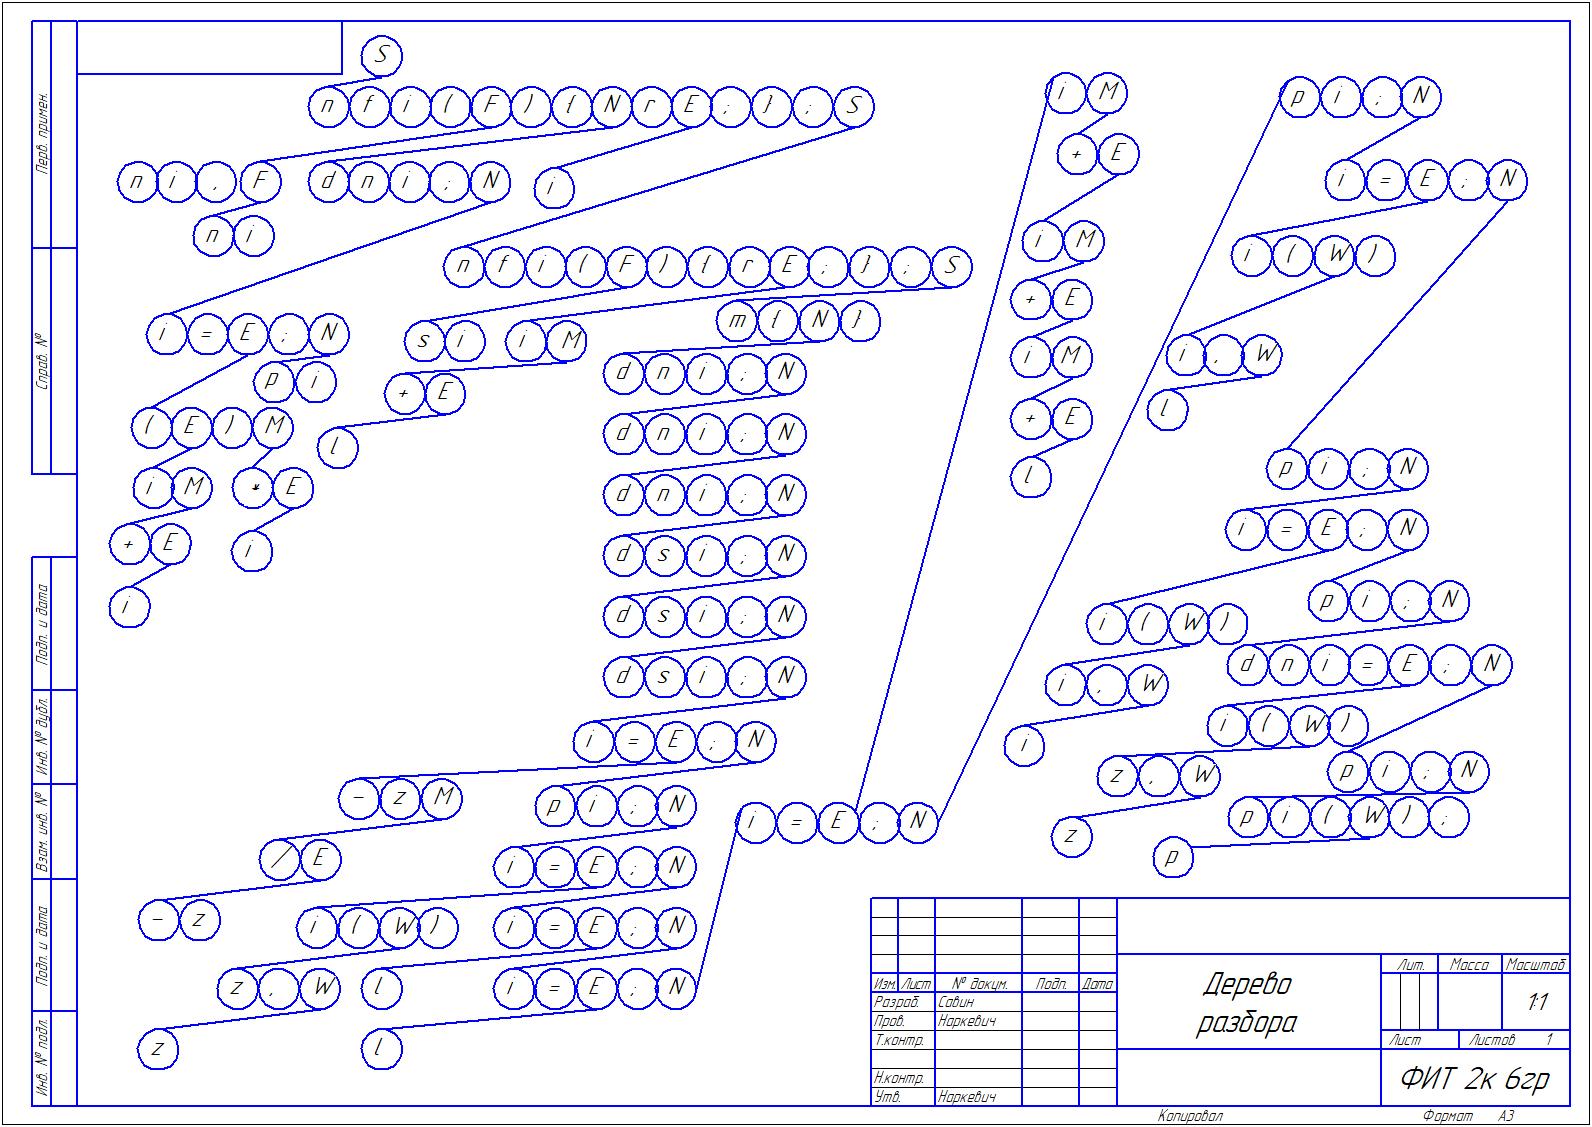 S
n f i ( F ) { N r E ; } ; S
n i , F
d n i ; N
i
n i
n f i ( F ) { r E ; } ; S
i = E ; N
s i
i M
m { N }
p i
+ E
l
( E ) M
i M
* E
+ E
i
i
d n i ; N
d n i ; N
d n i ; N
d s i ; N
d s i ; N
d s i ; N
i = E ; N
- z M
p i ; N
/ E
i = E ; N
- z
i ( W )
i = E ; N
z , W
l
i = E ; N
z
l
i = E ; N
i M
+ E
i M
+ E
i M
+ E
l
p i ; N
i = E ; N
i ( W )
i , W
l
p i ; N
i = E ; N
i ( W )
p i ; N
i , W
d n i = E ; N
i
i ( W )
z , W
p i ; N
z
p i ( W ) ;
p
Перв. примен.
Справ. №
Подп. и дата
Инв. № дубл.
Взам. инв. №
Подп. и дата
Инв. № подл.
Изм. Лист № докум. Подп. Дата
Разраб. Савин
Пров. Наркевич
Т.контр.
Н.контр.
Утв. Наркевич
Дерево
разбора
Лит. Масса Масштаб
1:1
Лист Листов 1
ФИТ 2к 6гр
Копировал Формат А3